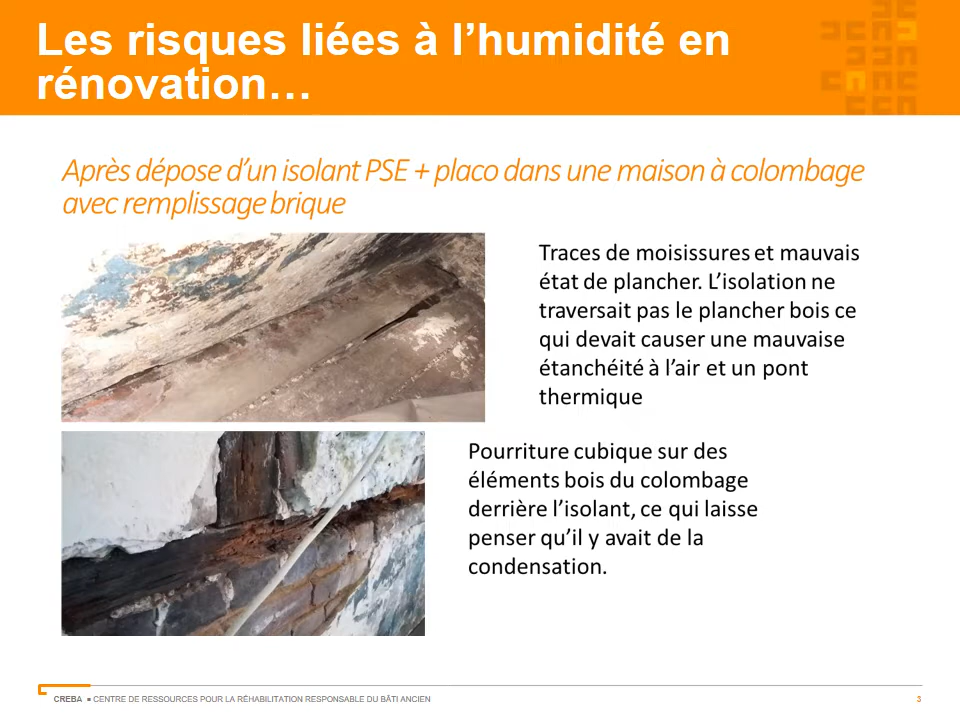 Les risques liées à l’humidité en
rénovation…
Après dépose d’un isolant PSE + placo dans une maison à colombage
avec remplissage brique
Traces de moisissures et mauvais
état de plancher. L’isolation ne
traversait pas le plancher bois ce
qui devait causer une mauvaise
étanchéité à l’air et un pont
thermique
Pourriture cubique sur des
éléments bois du colombage
derrière l’isolant, ce qui laisse
penser qu’il y avait de la
condensation.
CREBA ■ CENTRE DE RESSOURCES POUR LA RÉHABILITATION RESPONSABLE DU BÂTI ANCIEN
3